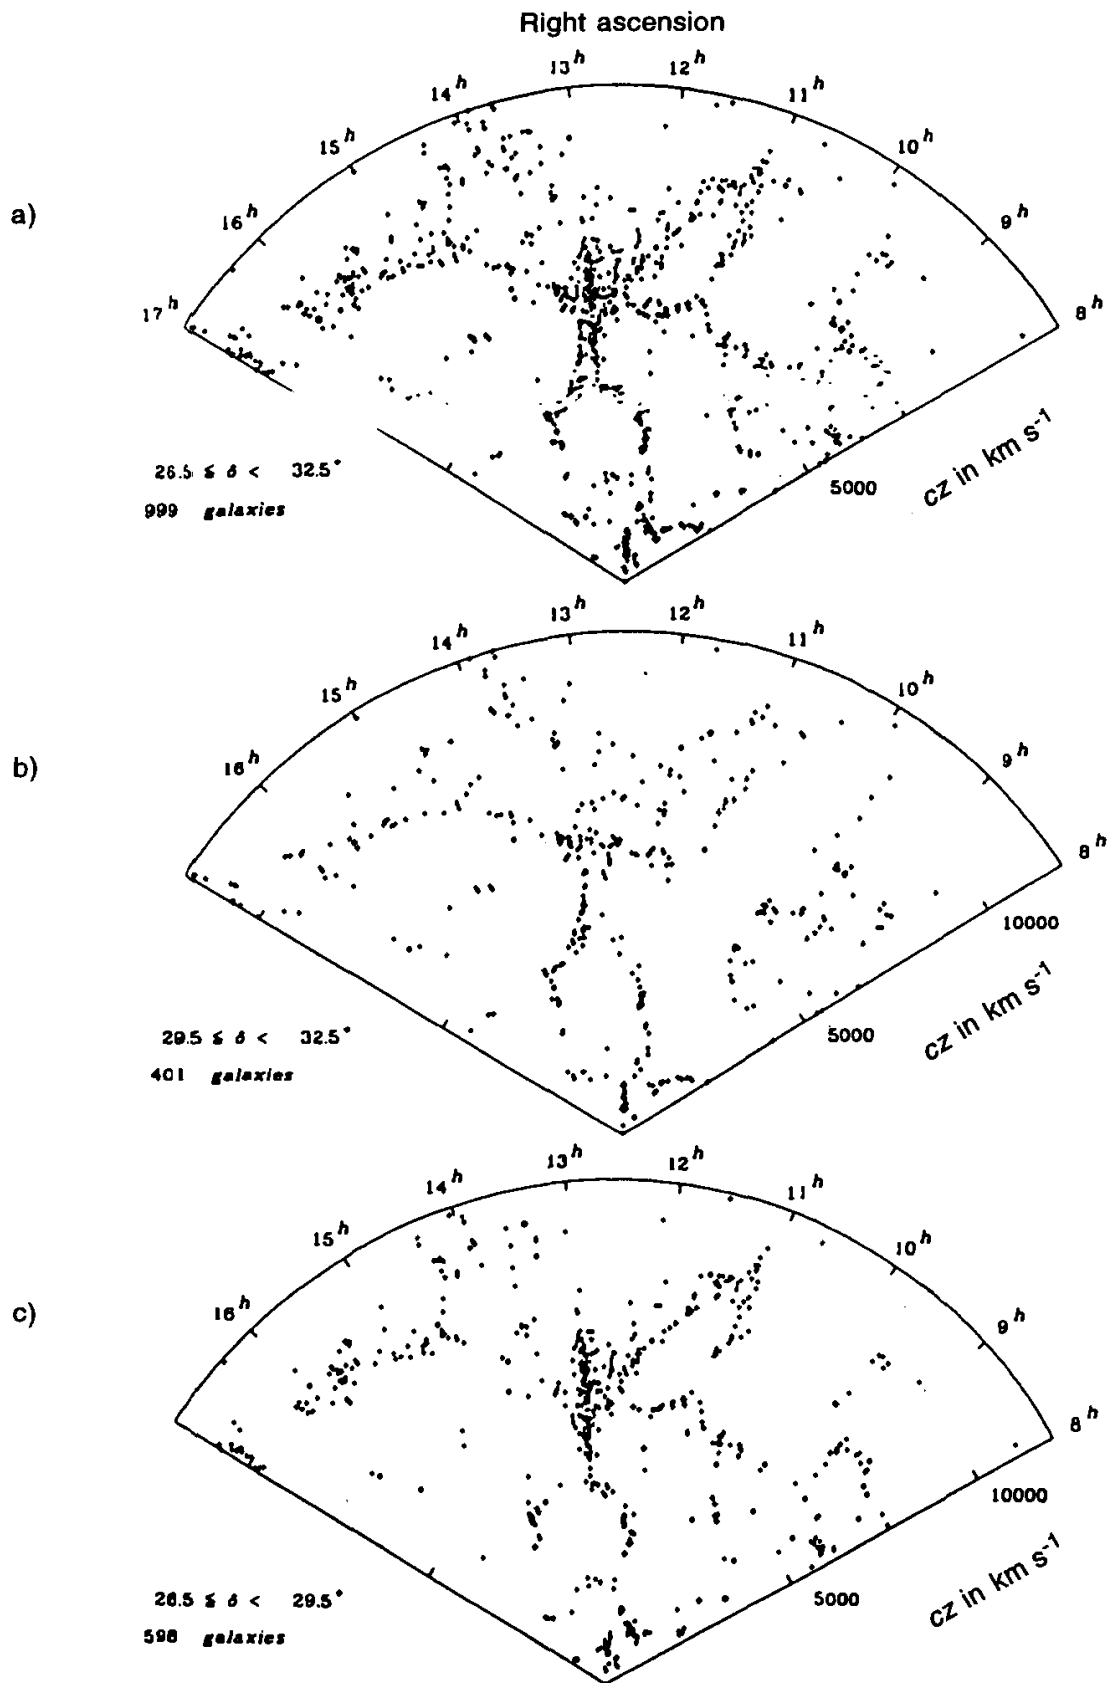 Right ascension
13h
12h
14h
11h
15h
10h
a)
16h
9h
17h
8h
5000
cz in km s-1
26.5 ≤ δ < 32.5°
999 galaxies
13h
12h
14h
11h
15h
10h
b)
16h
9h
8h
10000
cz in km s-1
5000
29.5 ≤ δ < 32.5°
401 galaxies
13h
12h
14h
11h
15h
10h
c)
16h
9h
8h
10000
cz in km s-1
5000
26.5 ≤ δ < 29.5°
598 galaxies